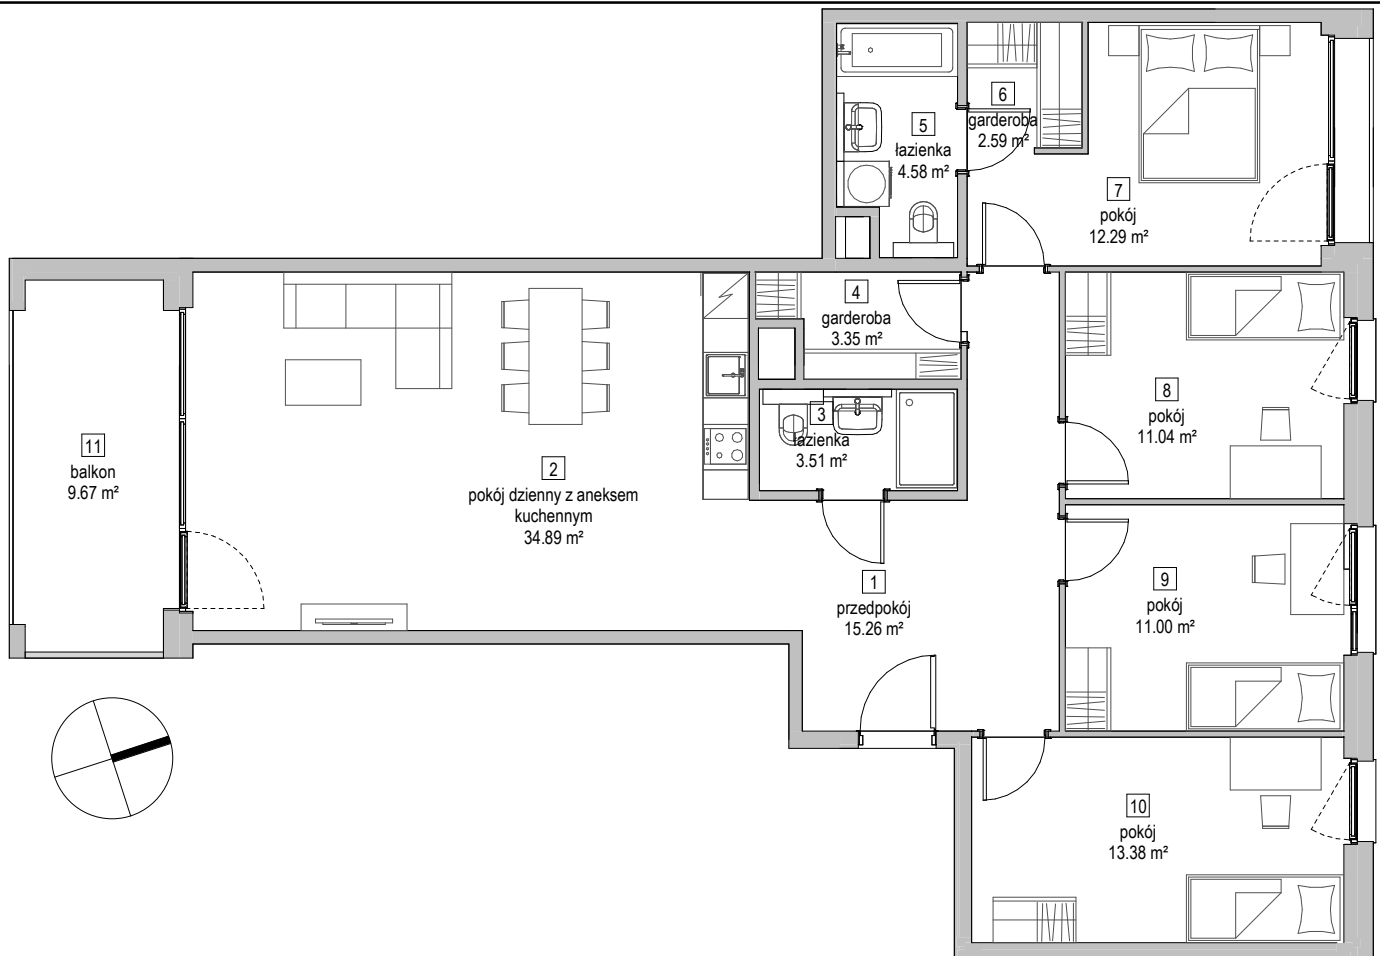 5
łazienka
4.58 m²
6
garderoba
2.59 m²
7
pokój
12.29 m²
4
garderoba
3.35 m²
3
łazienka
3.51 m²
8
pokój
11.04 m²
11
balkon
9.67 m²
2
pokój dzienny z aneksem
kuchennym
34.89 m²
1
przedpokój
15.26 m²
9
pokój
11.00 m²
10
pokój
13.38 m²